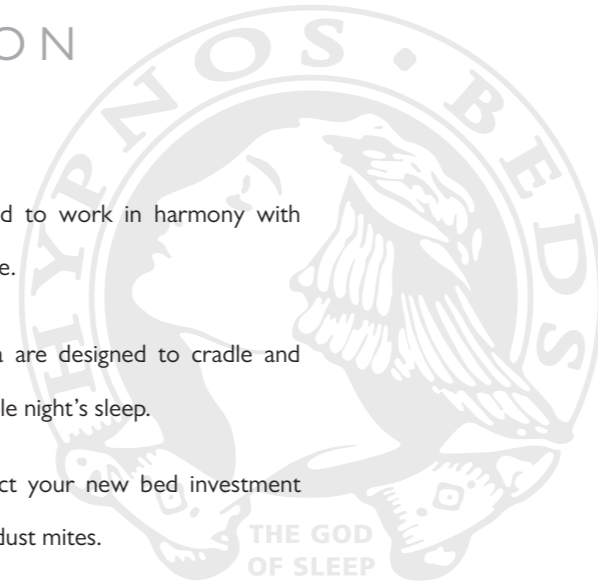 ON
HYPNOS • BEDS
d to work in harmony with
e.
are designed to cradle and
le night's sleep.
ct your new bed investment
dust mites.
THE GOD
OF SLEEP